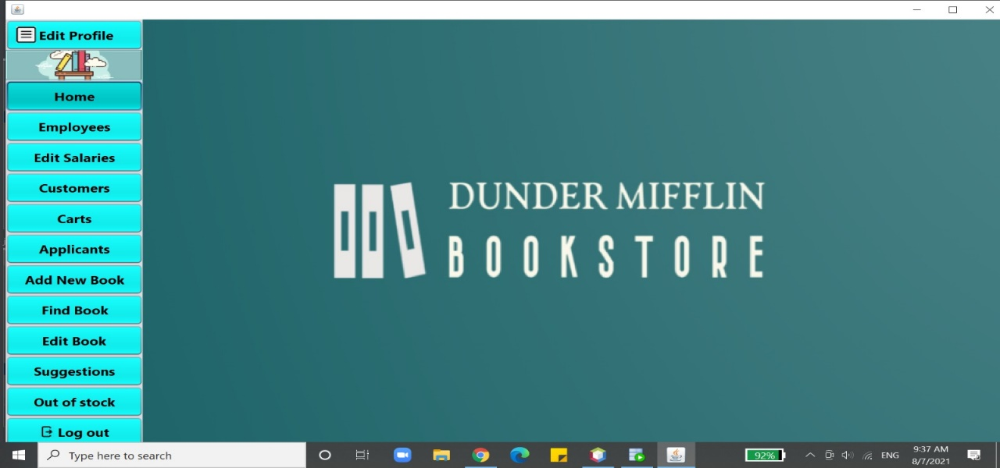 Edit Profile
Home
Employees
Edit Salaries
Customers
Carts
Applicants
Add New Book
Find Book
Edit Book
Suggestions
Out of stock
Log out
DUNDER MIFFLIN
BOOKSTORE
Type here to search
92%
ENG
9:37 AM
8/7/2021